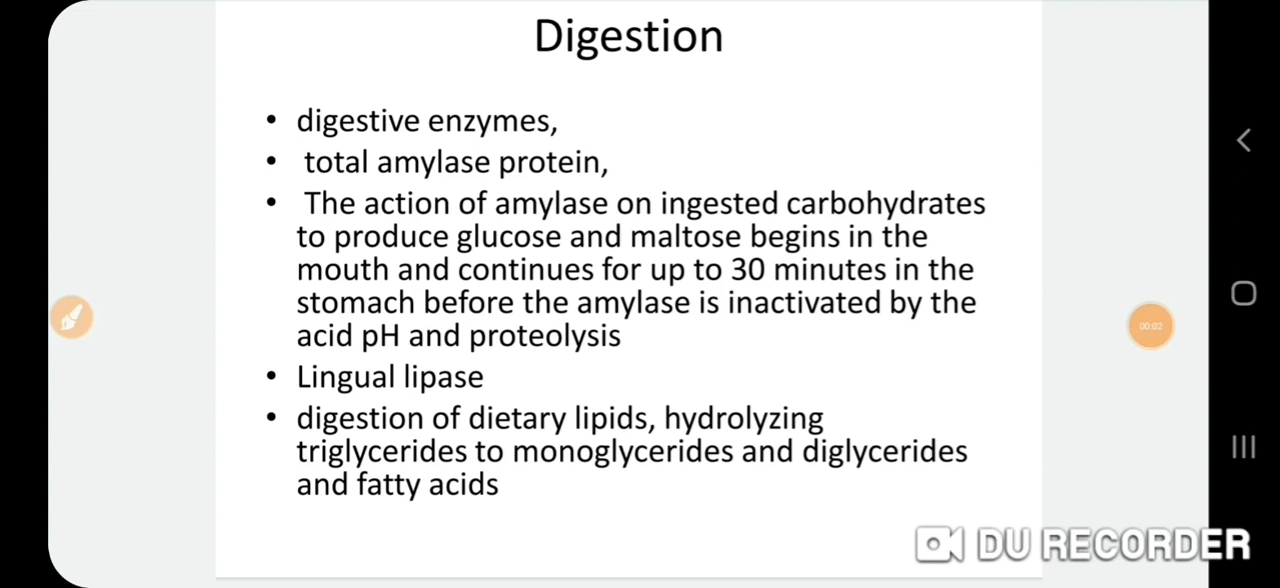 Digestion
• digestive enzymes,
• total amylase protein,
• The action of amylase on ingested carbohydrates
to produce glucose and maltose begins in the
mouth and continues for up to 30 minutes in the
stomach before the amylase is inactivated by the
acid pH and proteolysis
• Lingual lipase
• digestion of dietary lipids, hydrolyzing
triglycerides to monoglycerides and diglycerides
and fatty acids
00:02
DU RECORDER